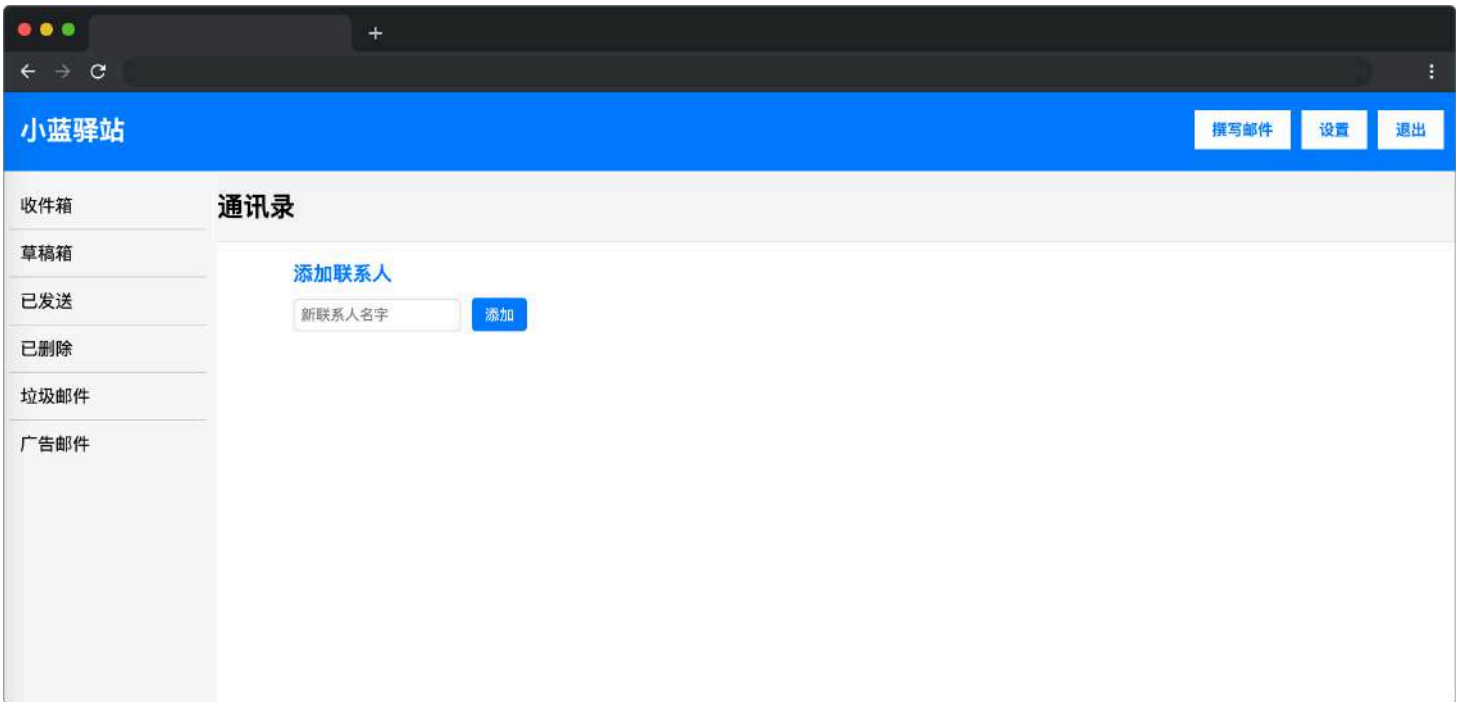 小蓝驿站
撰写邮件 设置 退出
收件箱
草稿箱
已发送
已删除
垃圾邮件
广告邮件
通讯录
添加联系人
新联系人名字 添加